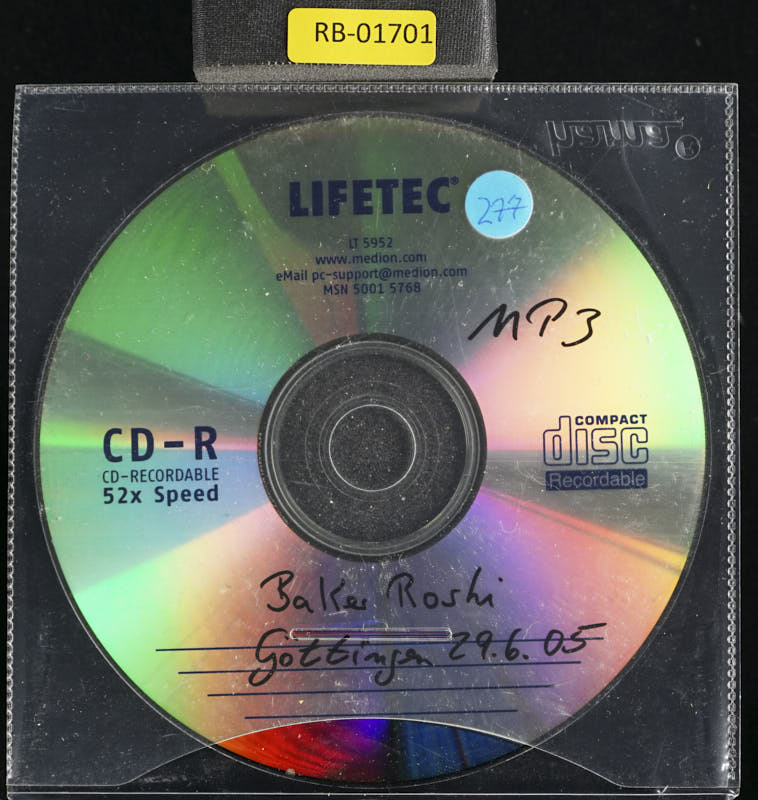 RB-01701
LIFETEC®
277
LT 5952
www.medion.com
eMail pc-support@medion.com
MSN 5001 5768
MP3
CD-R
CD-RECORDABLE
52x Speed
COMPACT
disc
Recordable
Baker Roshi
Göttingen 29.6.05